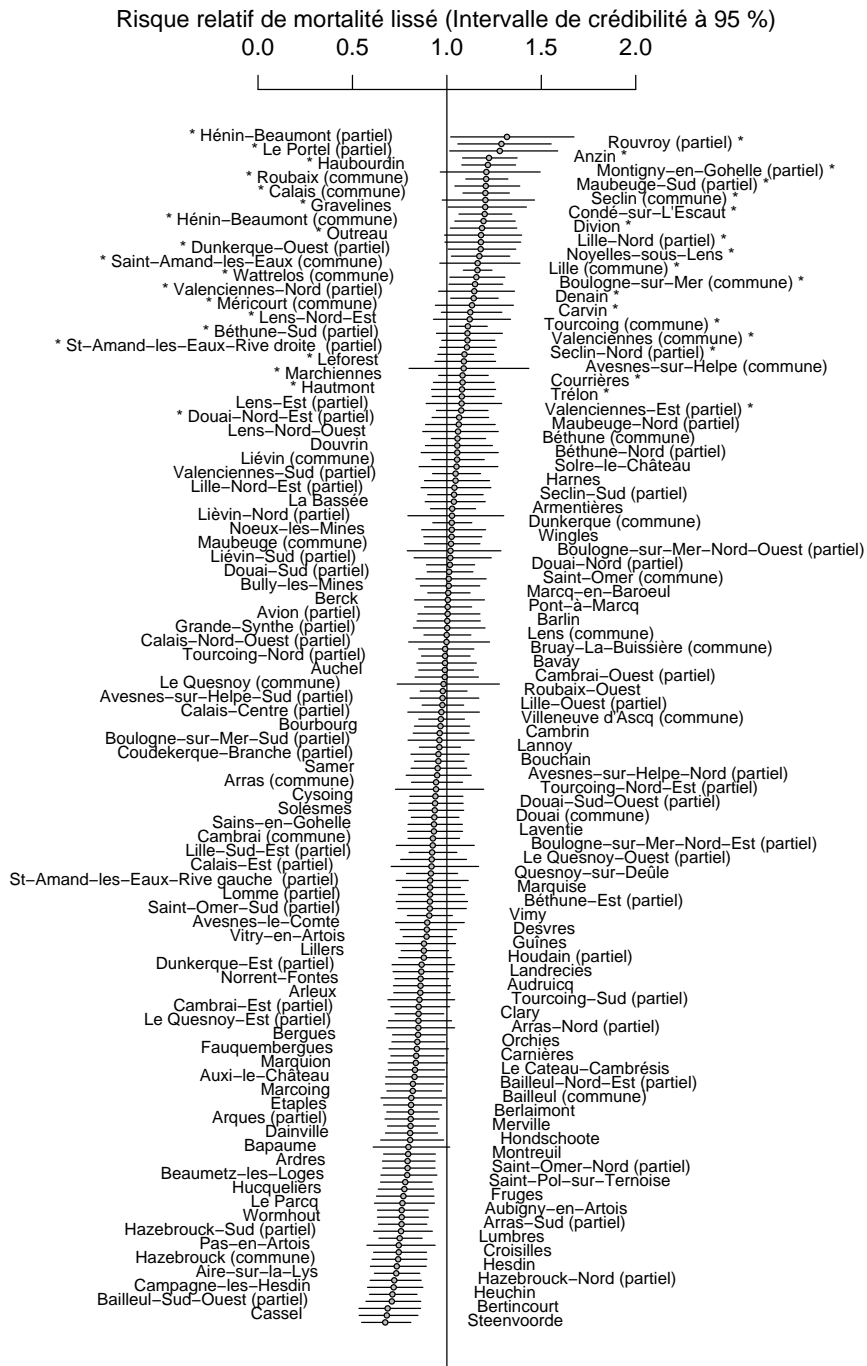 Risque relatif de mortalité lissé (Intervalle de crédibilité à 95 %)
0.0 0.5 1.0 1.5 2.0
* Hénin−Beaumont (partiel)
Rouvroy (partiel) *
* Le Portel (partiel)
Anzin *
* Haubourdin
Montigny−en−Gohelle (partiel) *
* Roubaix (commune)
Maubeuge−Sud (partiel) *
* Calais (commune)
Seclin (commune) *
* Gravelines
Condé−sur−L'Escaut *
* Hénin−Beaumont (commune)
Divion *
* Outreau
Lille−Nord (partiel) *
* Dunkerque−Ouest (partiel)
Noyelles−sous−Lens *
* Saint−Amand−les−Eaux (commune)
Lille (commune) *
* Wattrelos (commune)
Boulogne−sur−Mer (commune) *
* Valenciennes−Nord (partiel)
Denain *
* Méricourt (commune)
Carvin *
* Lens−Nord−Est
Tourcoing (commune) *
* Béthune−Sud (partiel)
Valenciennes (commune) *
* St−Amand−les−Eaux−Rive droite (partiel)
Seclin−Nord (partiel) *
* Leforest
Avesnes−sur−Helpe (commune)
* Marchiennes
Courrières *
* Hautmont
Trélon *
Lens−Est (partiel)
Valenciennes−Est (partiel) *
* Douai−Nord−Est (partiel)
Maubeuge−Nord (partiel)
Lens−Nord−Ouest
Béthune (commune)
Douvrin
Béthune−Nord (partiel)
Liévin (commune)
Solre−le−Château
Valenciennes−Sud (partiel)
Harnes
Lille−Nord−Est (partiel)
Seclin−Sud (partiel)
La Bassée
Armentières
Lièvin−Nord (partiel)
Dunkerque (commune)
Noeux−les−Mines
Wingles
Maubeuge (commune)
Boulogne−sur−Mer−Nord−Ouest (partiel)
Liévin−Sud (partiel)
Douai−Nord (partiel)
Douai−Sud (partiel)
Saint−Omer (commune)
Bully−les−Mines
Marcq−en−Baroeul
Berck
Pont−à−Marcq
Avion (partiel)
Barlin
Grande−Synthe (partiel)
Lens (commune)
Calais−Nord−Ouest (partiel)
Bruay−La−Buissière (commune)
Tourcoing−Nord (partiel)
Bavay
Auchel
Cambrai−Ouest (partiel)
Le Quesnoy (commune)
Roubaix−Ouest
Avesnes−sur−Helpe−Sud (partiel)
Lille−Ouest (partiel)
Calais−Centre (partiel)
Villeneuve d'Ascq (commune)
Bourbourg
Cambrin
Boulogne−sur−Mer−Sud (partiel)
Lannoy
Coudekerque−Branche (partiel)
Bouchain
Samer
Avesnes−sur−Helpe−Nord (partiel)
Arras (commune)
Tourcoing−Nord−Est (partiel)
Cysoing
Douai−Sud−Ouest (partiel)
Solesmes
Douai (commune)
Sains−en−Gohelle
Laventie
Cambrai (commune)
Boulogne−sur−Mer−Nord−Est (partiel)
Lille−Sud−Est (partiel)
Le Quesnoy−Ouest (partiel)
Calais−Est (partiel)
Quesnoy−sur−Deûle
St−Amand−les−Eaux−Rive gauche (partiel)
Marquise
Lomme (partiel)
Béthune−Est (partiel)
Saint−Omer−Sud (partiel)
Vimy
Avesnes−le−Comte
Desvres
Vitry−en−Artois
Guînes
Lillers
Houdain (partiel)
Dunkerque−Est (partiel)
Landrecies
Norrent−Fontes
Audruicq
Arleux
Tourcoing−Sud (partiel)
Cambrai−Est (partiel)
Clary
Le Quesnoy−Est (partiel)
Arras−Nord (partiel)
Bergues
Orchies
Fauquembergues
Carnières
Marquion
Le Cateau−Cambrésis
Auxi−le−Château
Bailleul−Nord−Est (partiel)
Marcoing
Bailleul (commune)
Etaples
Berlaimont
Arques (partiel)
Merville
Dainville
Hondschoote
Bapaume
Montreuil
Ardres
Saint−Omer−Nord (partiel)
Beaumetz−les−Loges
Saint−Pol−sur−Ternoise
Hucqueliers
Fruges
Le Parcq
Aubigny−en−Artois
Wormhout
Arras−Sud (partiel)
Hazebrouck−Sud (partiel)
Lumbres
Pas−en−Artois
Croisilles
Hazebrouck (commune)
Hesdin
Aire−sur−la−Lys
Hazebrouck−Nord (partiel)
Campagne−les−Hesdin
Heuchin
Bailleul−Sud−Ouest (partiel)
Bertincourt
Cassel
Steenvoorde